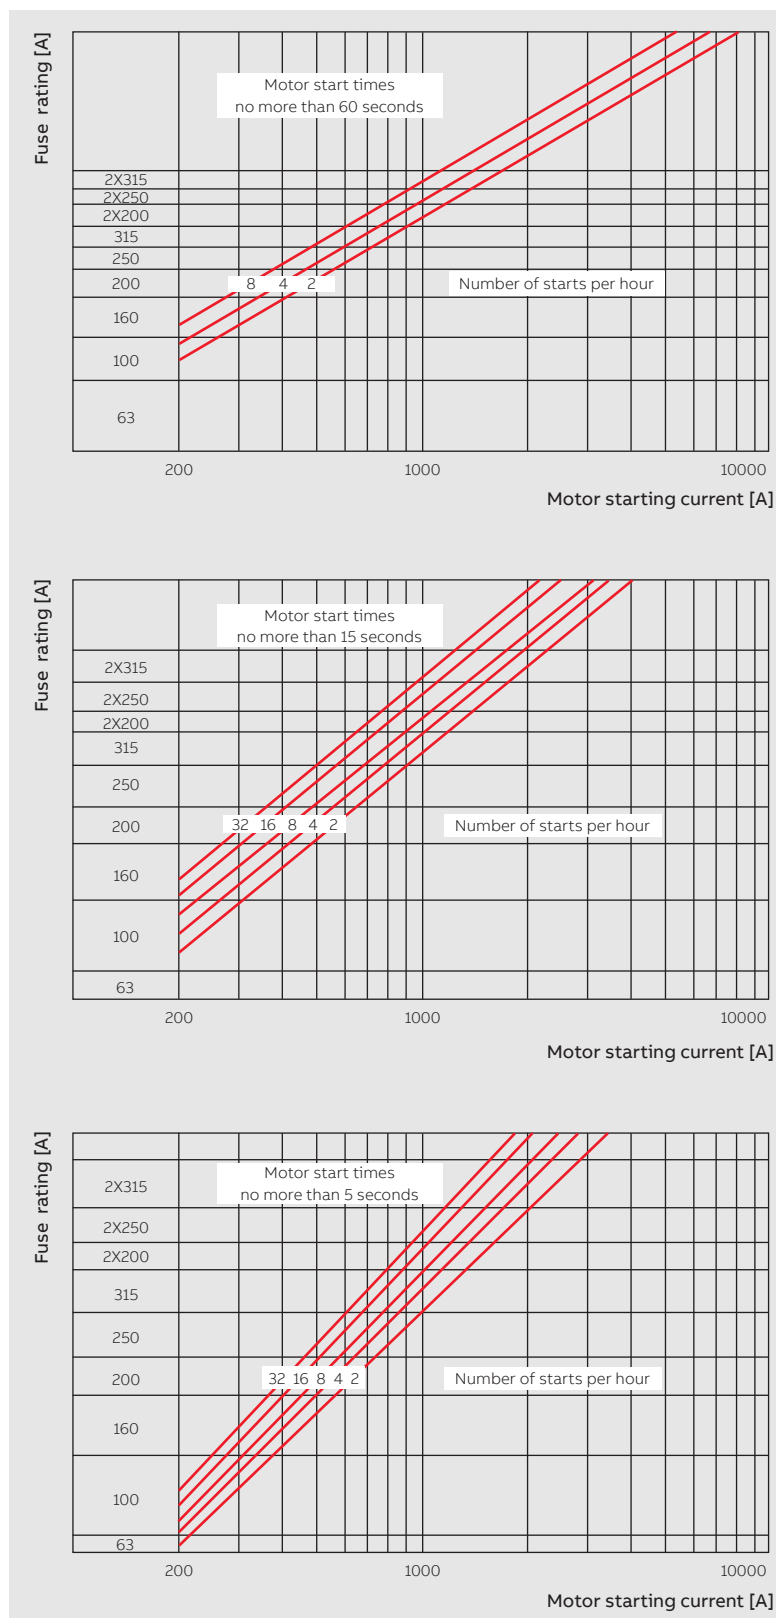 Fuse rating [A]
Motor start times
no more than 60 seconds
2X315
2X250
2X200
315
250
200
8 4 2
Number of starts per hour
160
100
63
200 1000 10000
Motor starting current [A]
Fuse rating [A]
Motor start times
no more than 15 seconds
2X315
2X250
2X200
315
250
200
32 16 8 4 2
Number of starts per hour
160
100
63
200 1000 10000
Motor starting current [A]
Fuse rating [A]
Motor start times
no more than 5 seconds
2X315
2X250
2X200
315
250
200
32 16 8 4 2
Number of starts per hour
160
100
63
200 1000 10000
Motor starting current [A]